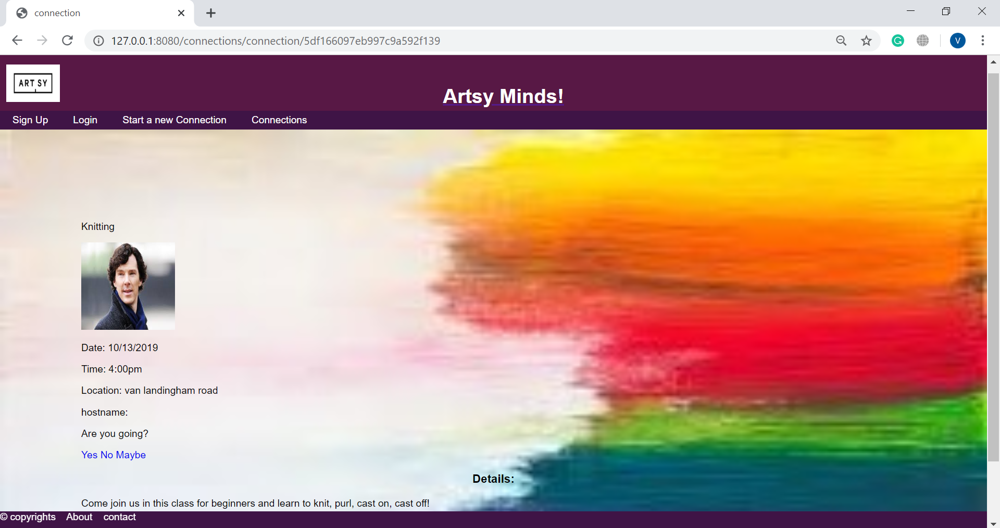 connection
127.0.0.1:8080/connections/connection/5df166097eb997c9a592f139
V
ART SY
Artsy Minds!
Sign Up Login Start a new Connection Connections
Knitting
Date: 10/13/2019
Time: 4:00pm
Location: van landingham road
hostname:
Are you going?
Yes No Maybe
Details:
Come join us in this class for beginners and learn to knit, purl, cast on, cast off!
© copyrights About contact